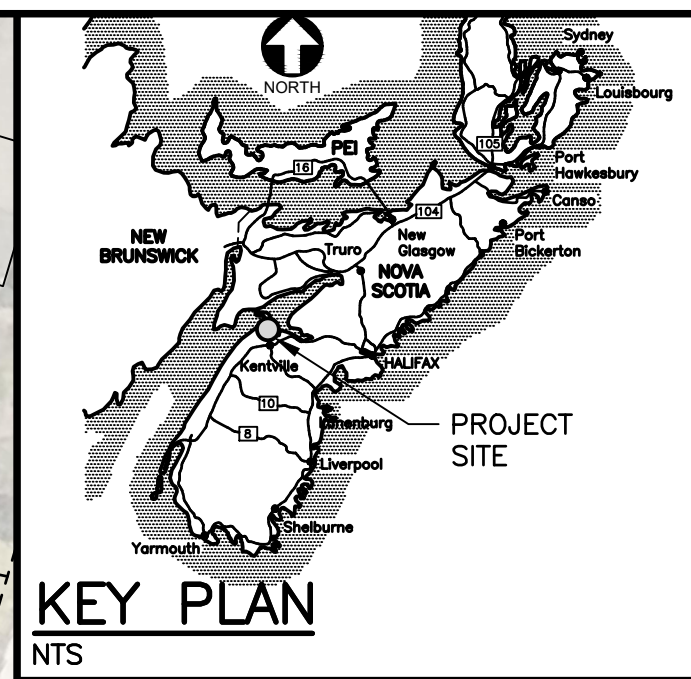 Sydney
NORTH
Louisbourg
PEI
105
16
Port
Hawkesbury
Canso
104
NEW
BRUNSWICK
Truro
New
Glasgow
Port
Bickerton
NOVA
SCOTIA
Kentville
HALIFAX
10
Lunenburg
PROJECT
SITE
8
Liverpool
Shelburne
Yarmouth
KEY PLAN
NTS